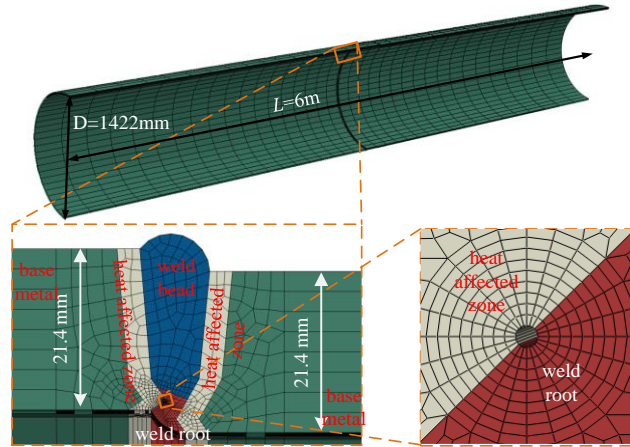 D=1422mm
L=6m
base
metal
21.4 mm
heat affected zone
weld
bead
heat affected
zone
21.4 mm
base
metal
weld root
heat
affected
zone
weld
root